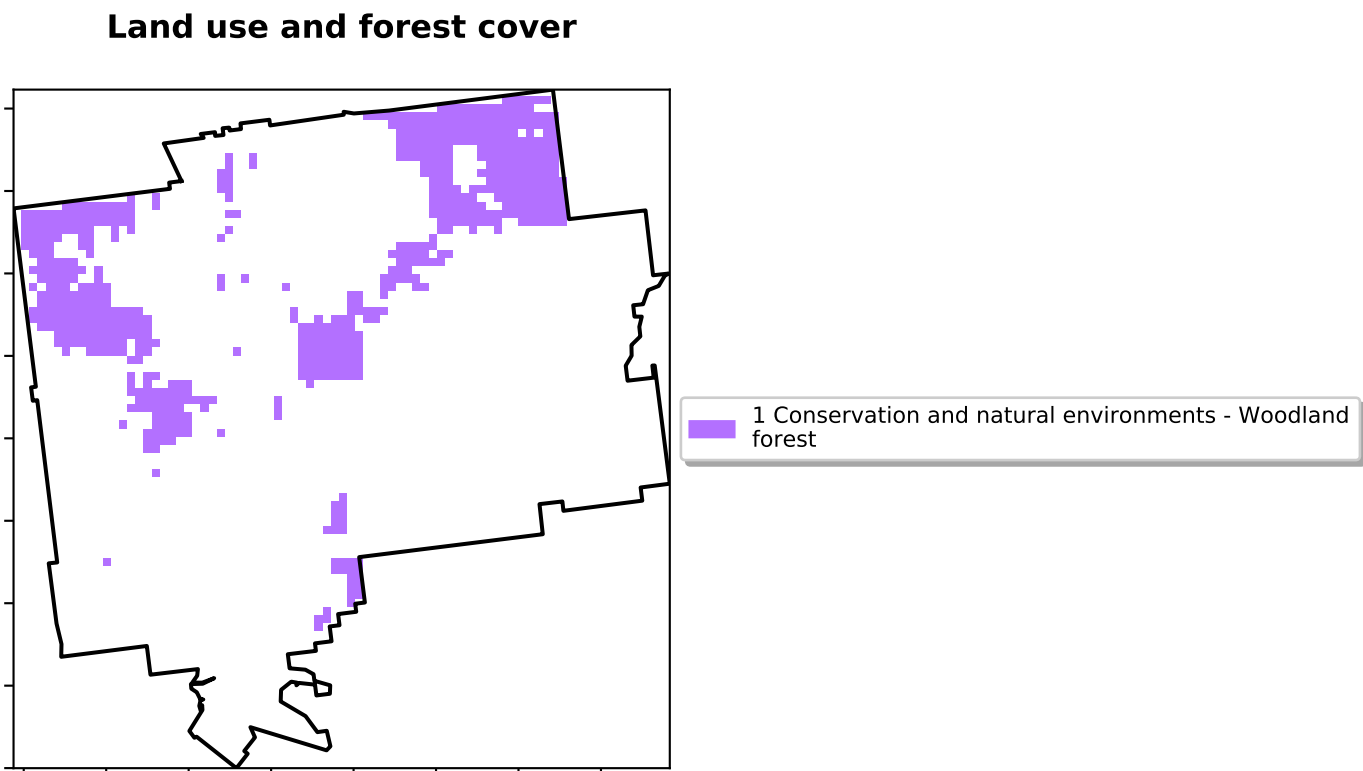 Land use and forest cover
1 Conservation and natural environments - Woodland
forest